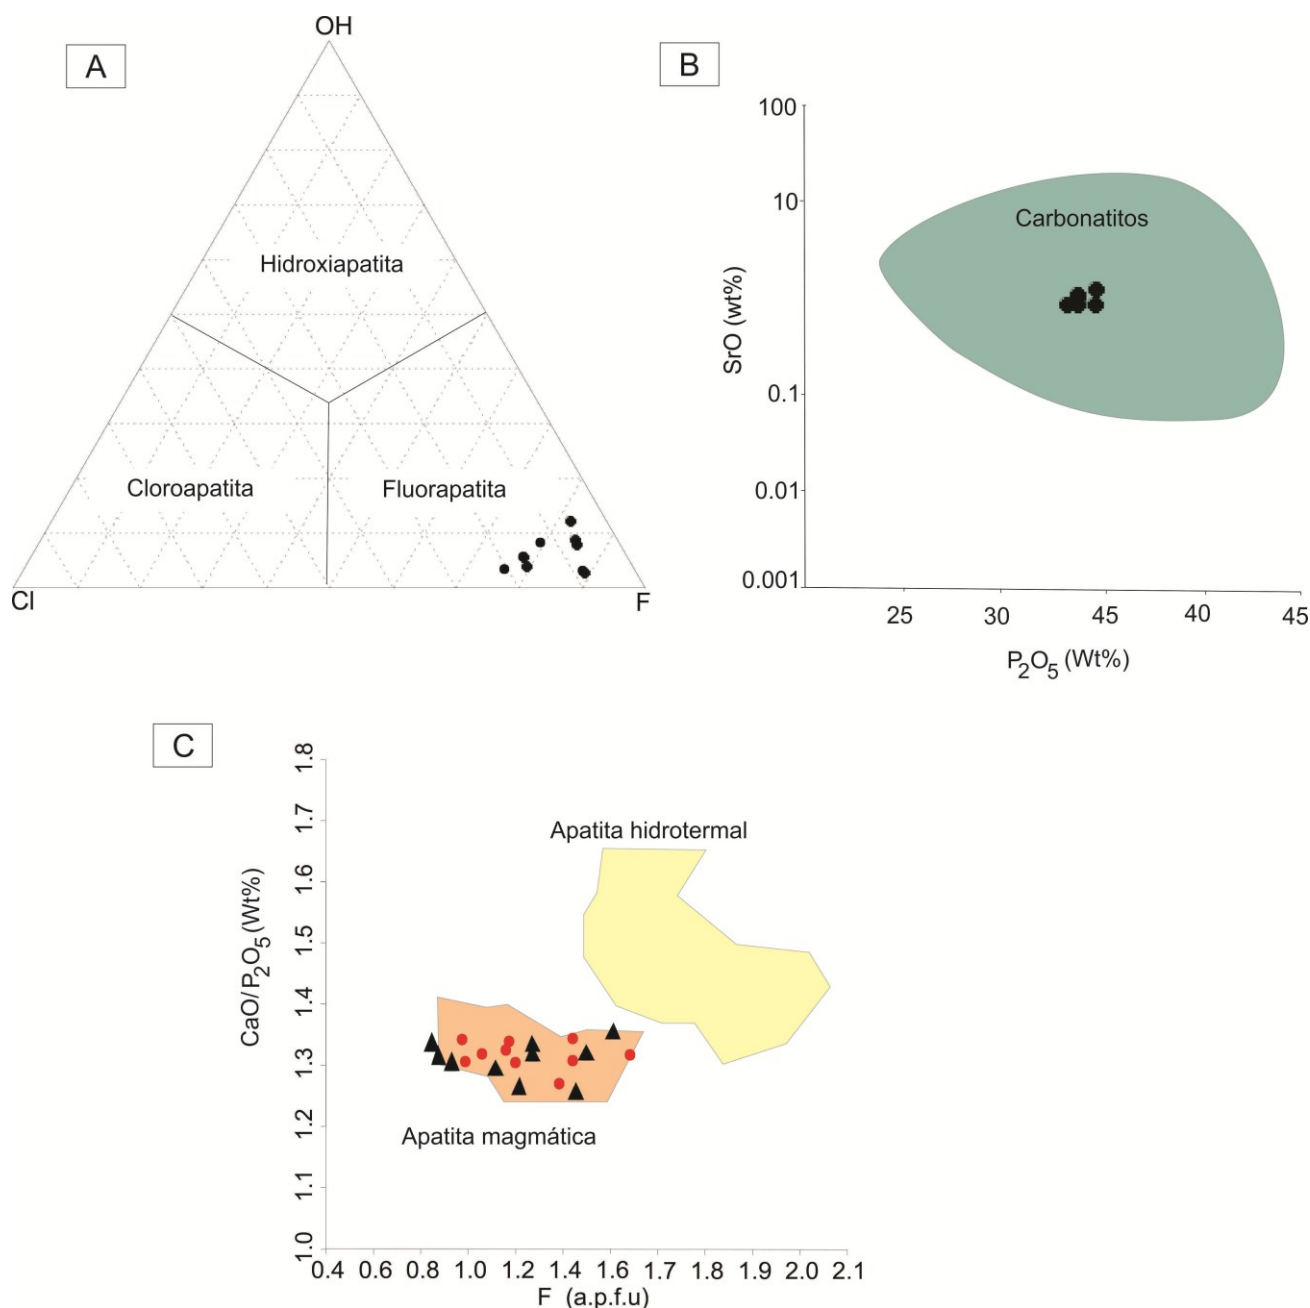 A
OH
Hidroxiapatita
Cloroapatita
Fluorapatita
Cl
F
B
100
10
0.1
0.01
0.001
SrO (wt%)
Carbonatitos
25 30 45 40 45
P₂O₅ (Wt%)
C
1.8
1.7
1.6
1.5
1.4
1.3
1.2
1.1
1.0
CaO/P₂O₅ (Wt%)
Apatita hidrotermal
Apatita magmática
0.4 0.6 0.8 1.0 1.2 1.4 1.6 1.7 1.8 2.0 2.1
F (a.p.f.u)